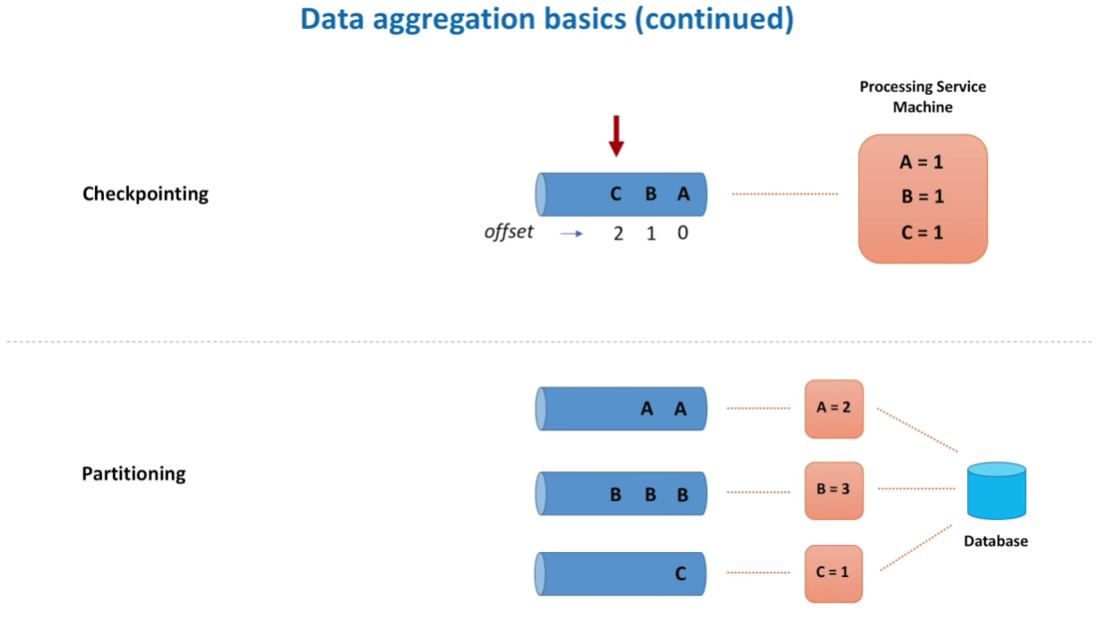 Data aggregation basics (continued)
Processing Service
Machine
Checkpointing
C B A
offset → 2 1 0
A = 1
B = 1
C = 1
Partitioning
A A
A = 2
B B B
B = 3
C
C = 1
Database